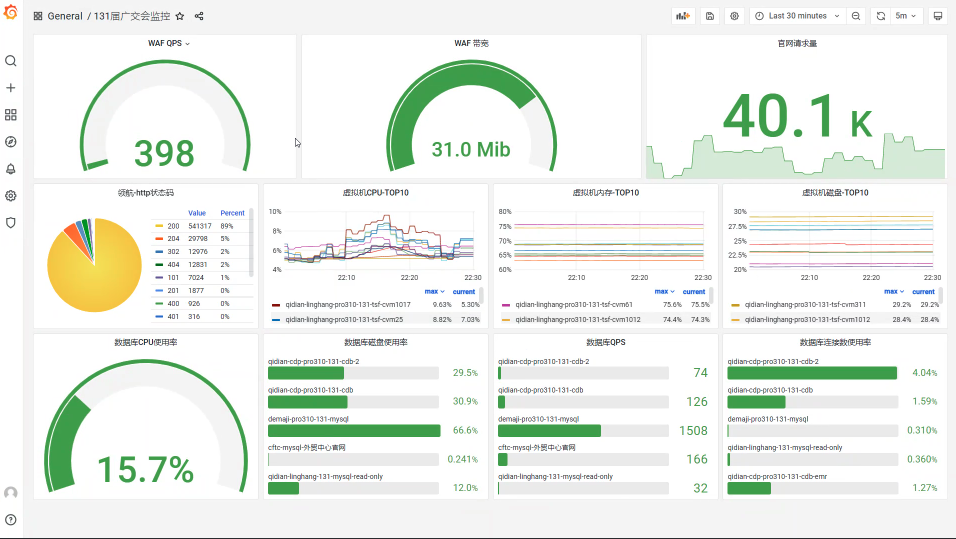 General / 131届广交会监控
Last 30 minutes
5m
WAF QPS
398
WAF 带宽
31.0 Mib
官网请求量
40.1 K
领航-http状态码
Value Percent
200 541317 89%
204 29798 5%
302 12976 2%
404 12831 2%
101 7024 1%
201 1877 0%
400 926 0%
401 316 0%
虚拟机CPU-TOP10
10%
8%
6%
4%
22:10 22:20 22:30
max current
qidian-linghang-pro310-131-tsf-cvm1017 9.63% 5.30%
qidian-linghang-pro310-131-tsf-cvm25 8.82% 7.03%
虚拟机内存-TOP10
80%
75%
70%
65%
60%
22:10 22:20 22:30
max current
qidian-linghang-pro310-131-tsf-cvm61 75.6% 75.5%
qidian-linghang-pro310-131-tsf-cvm1012 74.4% 74.3%
虚拟机磁盘-TOP10
30%
27.5%
25%
22.5%
20%
22:10 22:20 22:30
max current
qidian-linghang-pro310-131-tsf-cvm311 29.2% 29.2%
qidian-linghang-pro310-131-tsf-cvm1012 28.4% 28.4%
数据库CPU使用率
15.7%
数据库磁盘使用率
qidian-cdp-pro310-131-cdb-2
29.5%
qidian-cdp-pro310-131-cdb
30.9%
demaji-pro310-131-mysql
66.6%
cftc-mysql-外贸中心官网
0.241%
qidian-linghang-131-mysql-read-only
12.0%
数据库QPS
qidian-cdp-pro310-131-cdb-2
74
qidian-cdp-pro310-131-cdb
126
demaji-pro310-131-mysql
1508
cftc-mysql-外贸中心官网
166
qidian-linghang-131-mysql-read-only
32
数据库连接数使用率
qidian-cdp-pro310-131-cdb-2
4.04%
qidian-cdp-pro310-131-cdb
1.59%
demaji-pro310-131-mysql
0.310%
qidian-linghang-131-mysql-read-only
0.360%
qidian-linghang-pro310-131-cdb-emr
1.27%